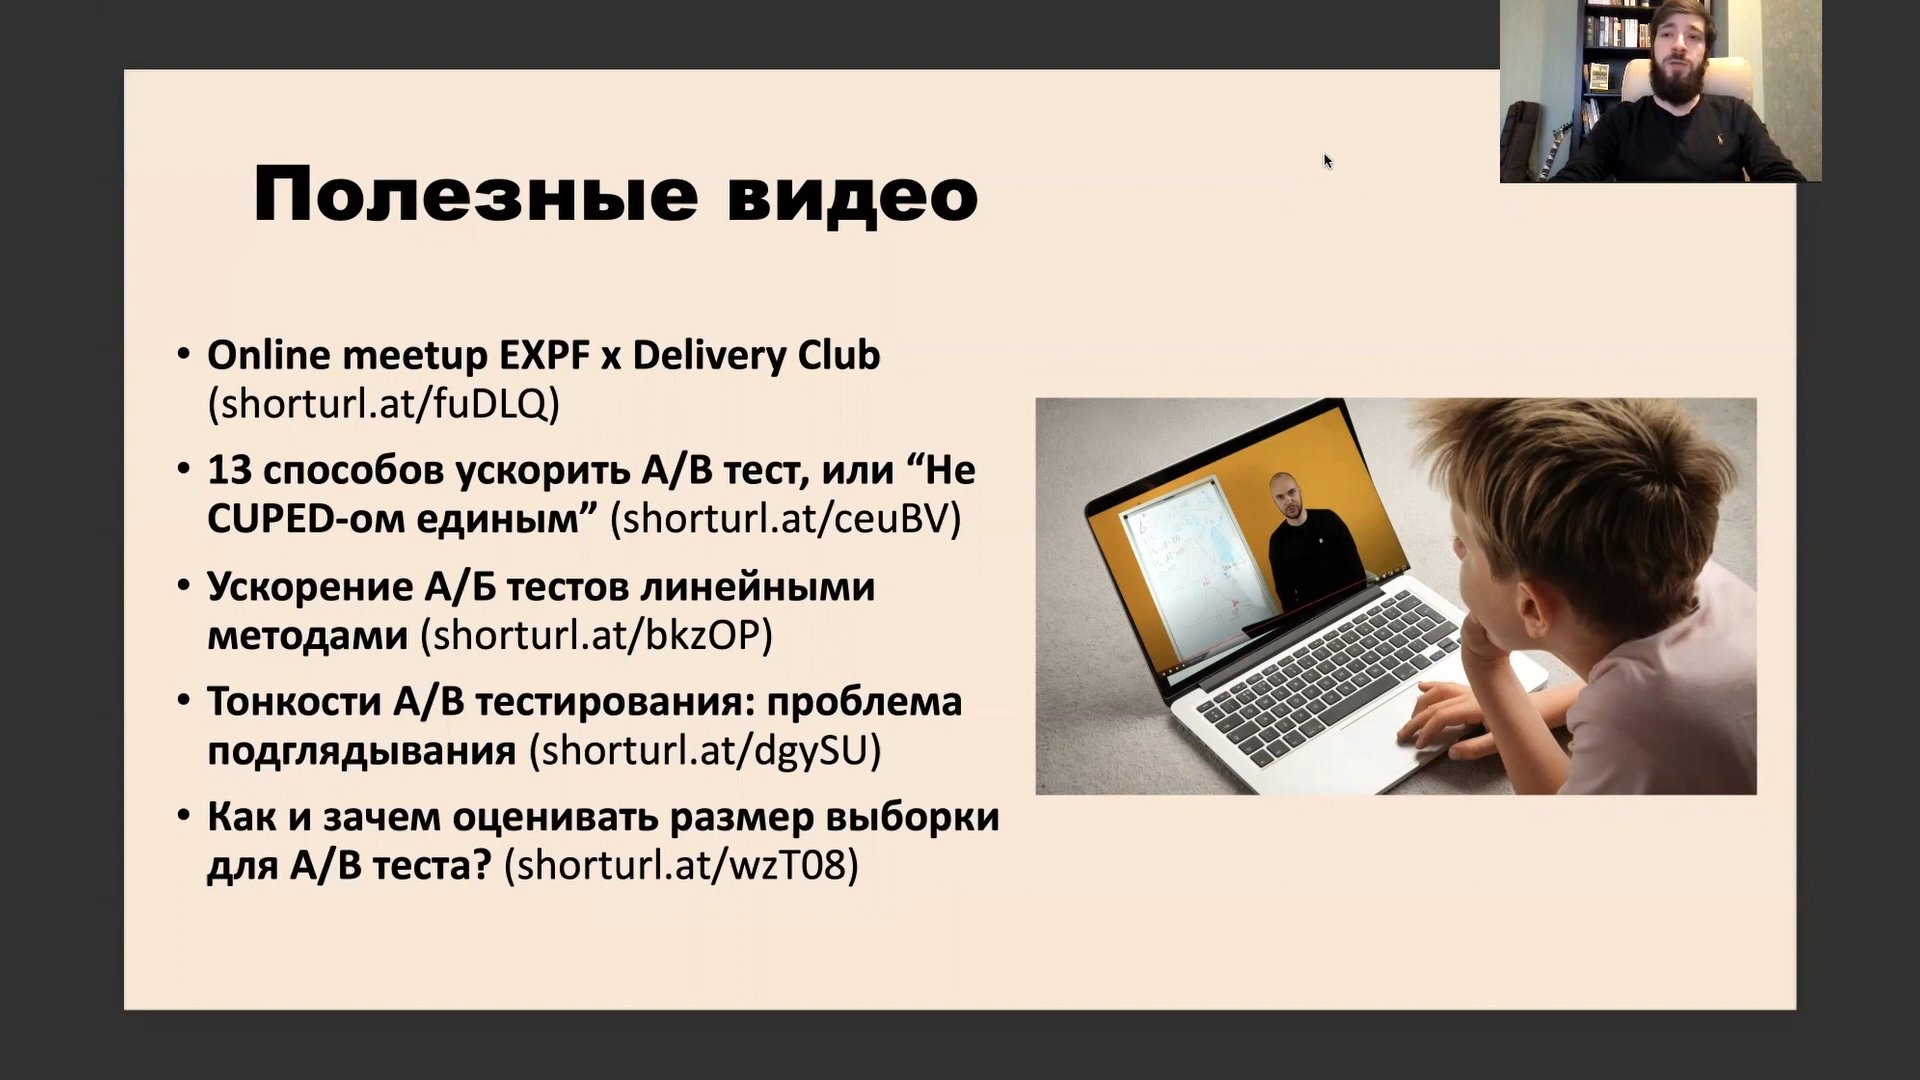 Полезные видео
• Online meetup EXPF x Delivery Club
(shorturl.at/fuDLQ)
• 13 способов ускорить А/В тест, или “Не
CUPED-ом единым” (shorturl.at/ceuBV)
• Ускорение А/Б тестов линейными
методами (shorturl.at/bkzOP)
• Тонкости А/В тестирования: проблема
подглядывания (shorturl.at/dgySU)
• Как и зачем оценивать размер выборки
для А/В теста? (shorturl.at/wzT08)